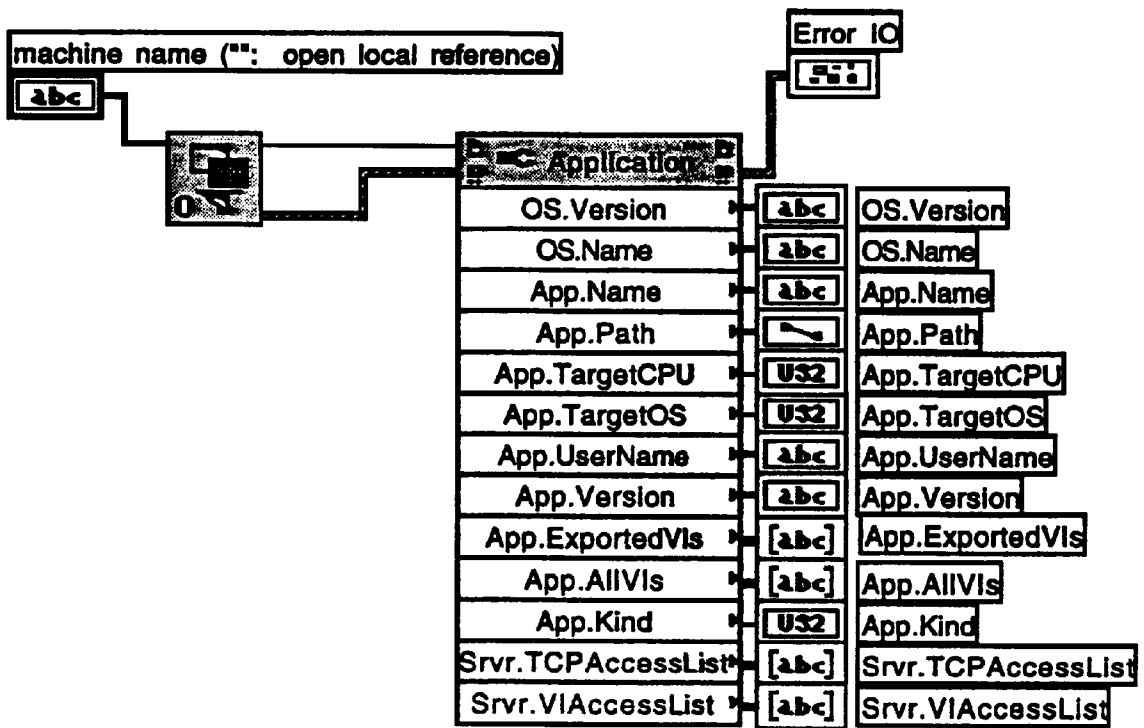 Error IO
machine name ("": open local reference)
abc
0
Application
OS.Version abc OS.Version
OS.Name abc OS.Name
App.Name abc App.Name
App.Path App.Path
App.TargetCPU U32 App.TargetCPU
App.TargetOS U32 App.TargetOS
App.UserName abc App.UserName
App.Version abc App.Version
App.ExportedVIs [abc] App.ExportedVIs
App.AllVIs [abc] App.AllVIs
App.Kind U32 App.Kind
Srvr.TCPAccessList [abc] Srvr.TCPAccessList
Srvr.VIAccessList [abc] Srvr.VIAccessList